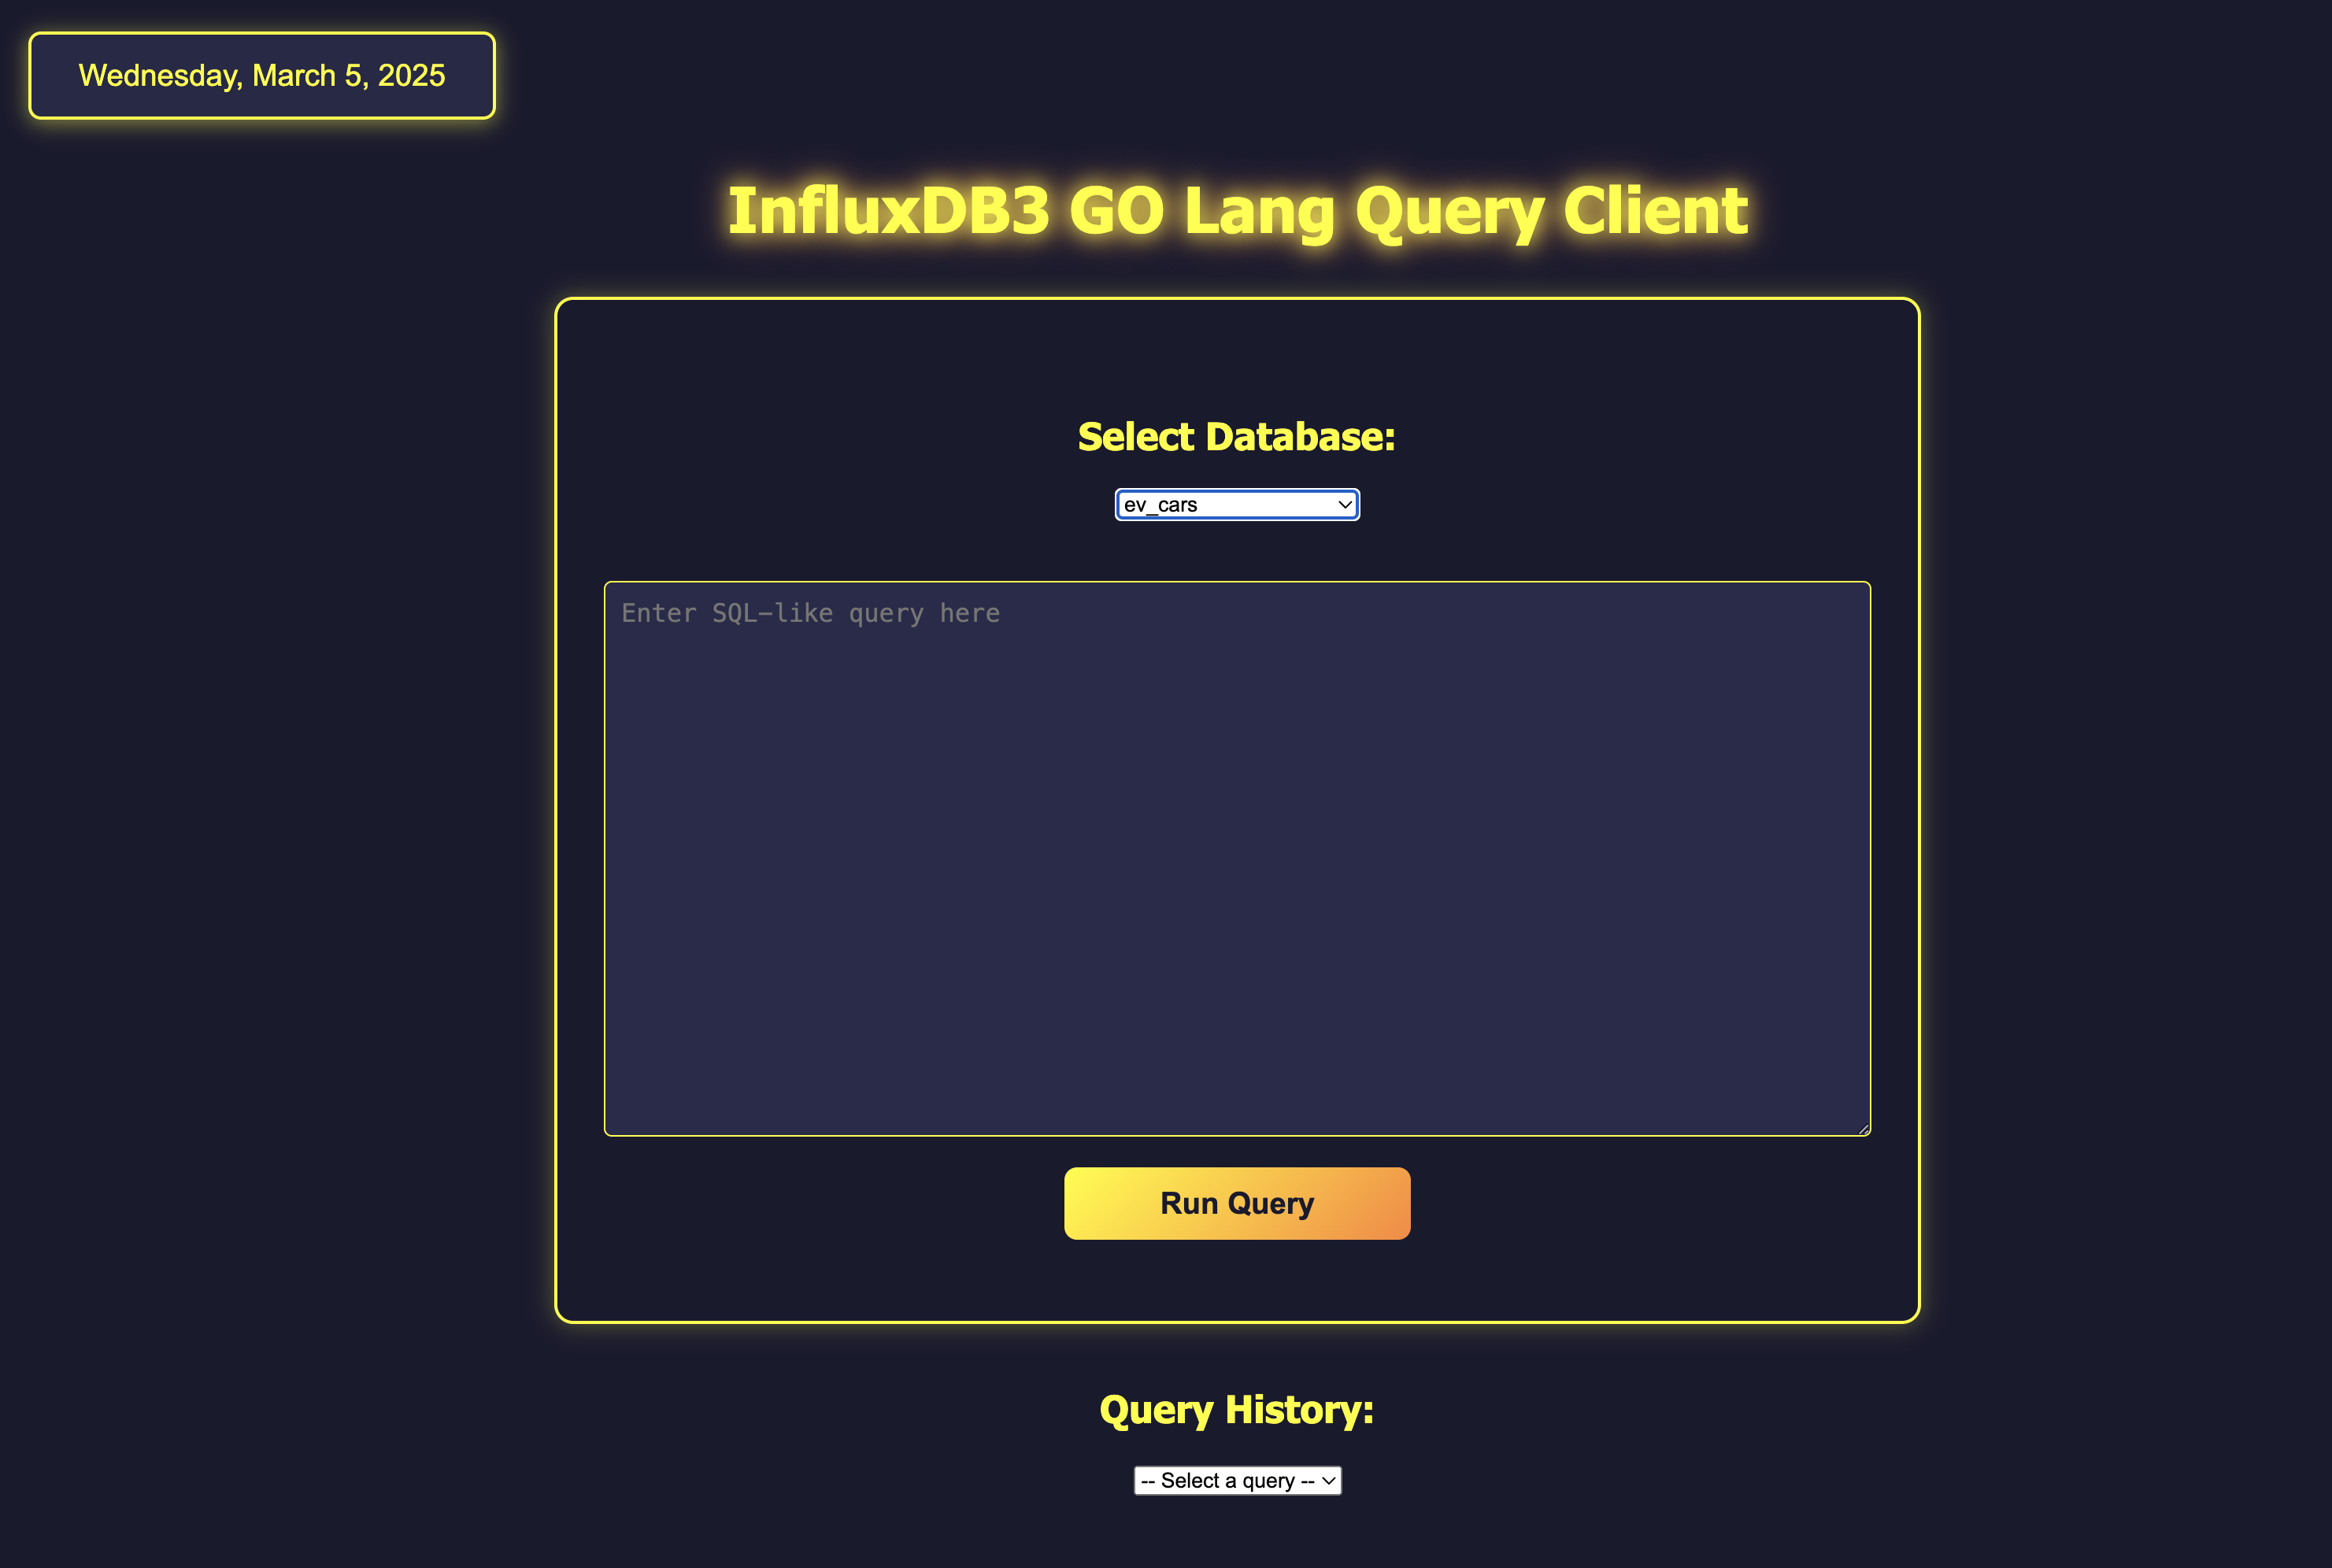 Wednesday, March 5, 2025
InfluxDB3 GO Lang Query Client
Select Database:
ev_cars
Enter SQL-like query here
Run Query
Query History:
-- Select a query --